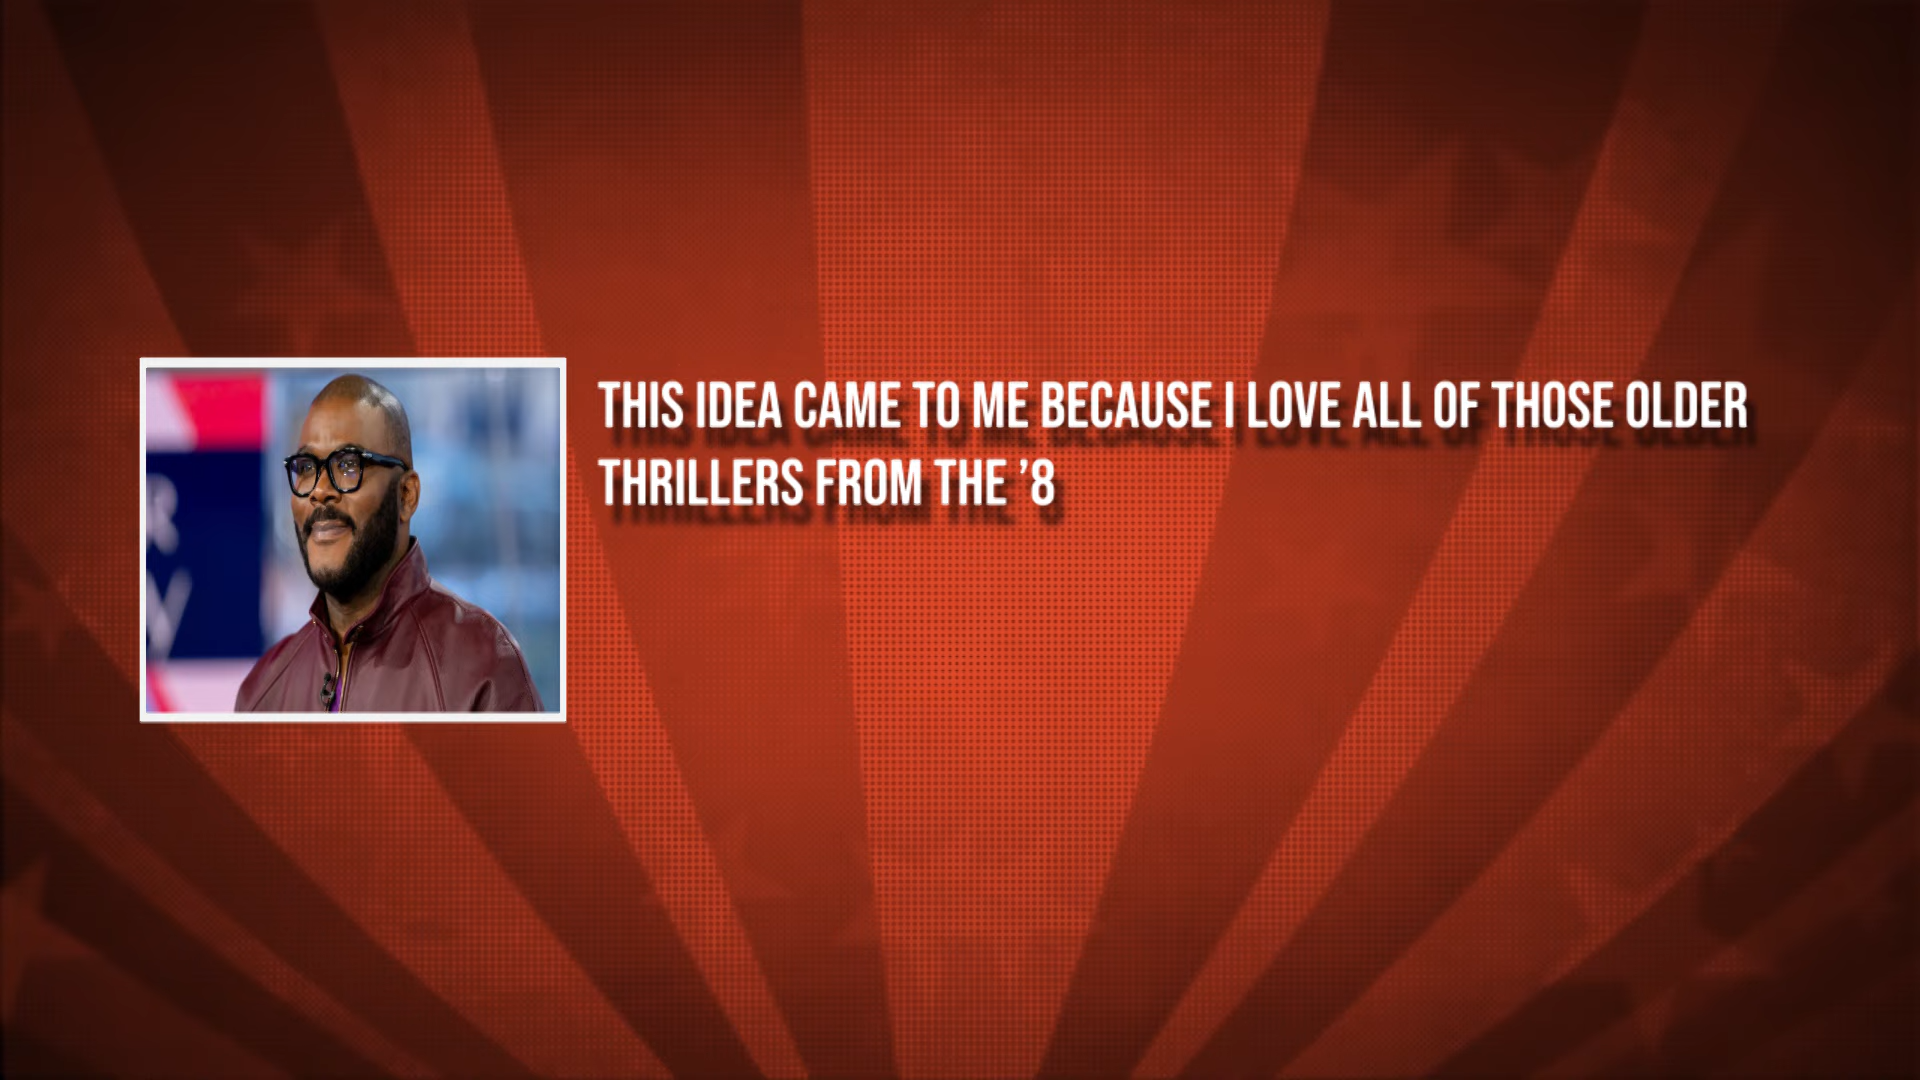 THIS IDEA CAME TO ME BECAUSE I LOVE ALL OF THOSE OLDER
THRILLERS FROM THE ’8
R